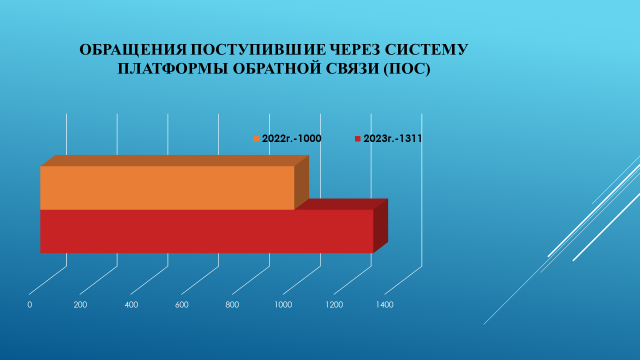 ОБРАЩЕНИЯ ПОСТУПИВШИЕ ЧЕРЕЗ СИСТЕМУ
ПЛАТФОРМЫ ОБРАТНОЙ СВЯЗИ (ПОС)
2022г.-1000 2023г.-1311
0 200 400 600 800 1000 1200 1400